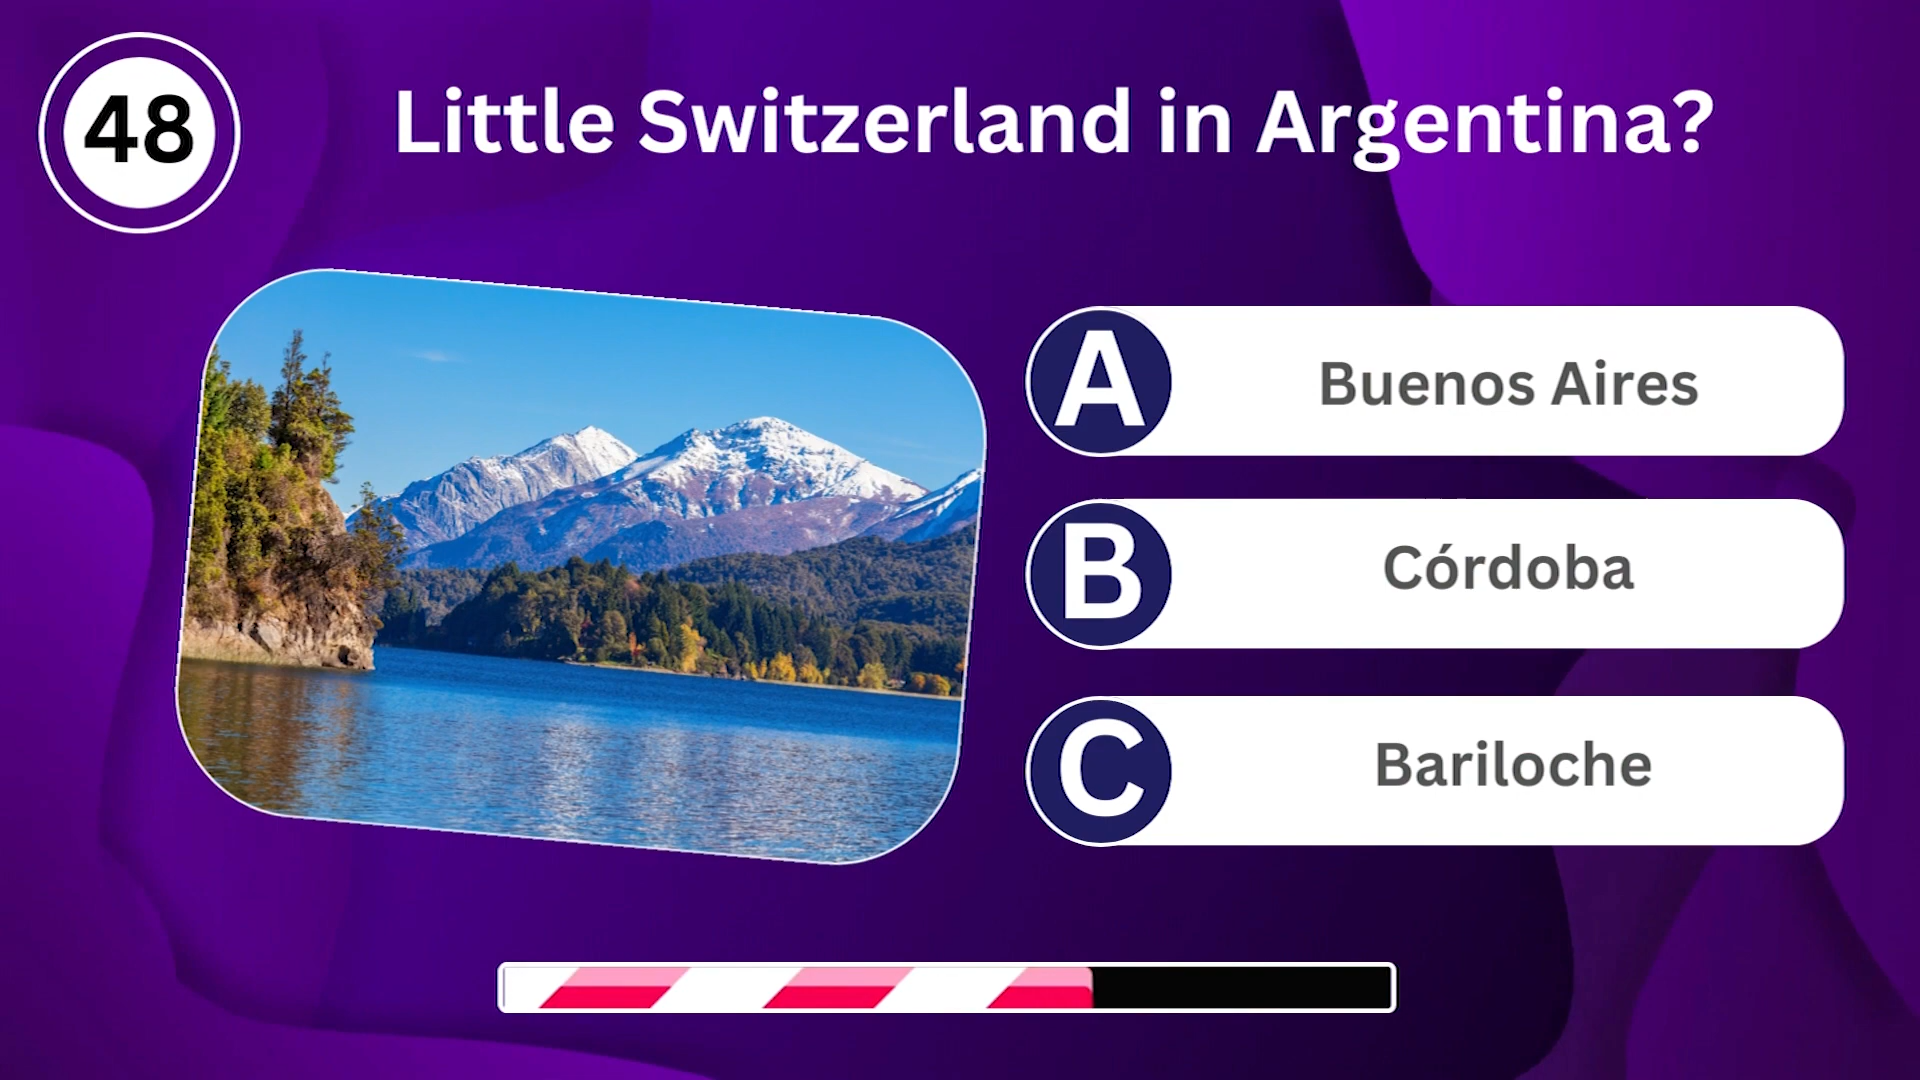 48
Little Switzerland in Argentina?
A
Buenos Aires
B
Córdoba
C
Bariloche